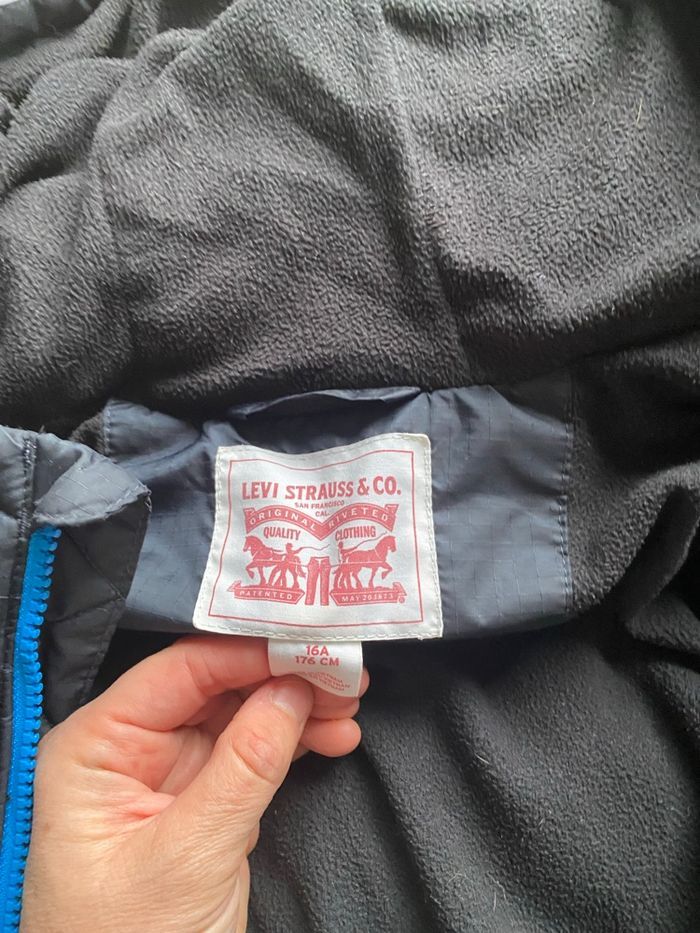 LEVI STRAUSS & CO.
SAN FRANCISCO
CAL.
ORIGINAL RIVETED
QUALITY CLOTHING
PATENTED MAY 20 1873
16A
176 CM